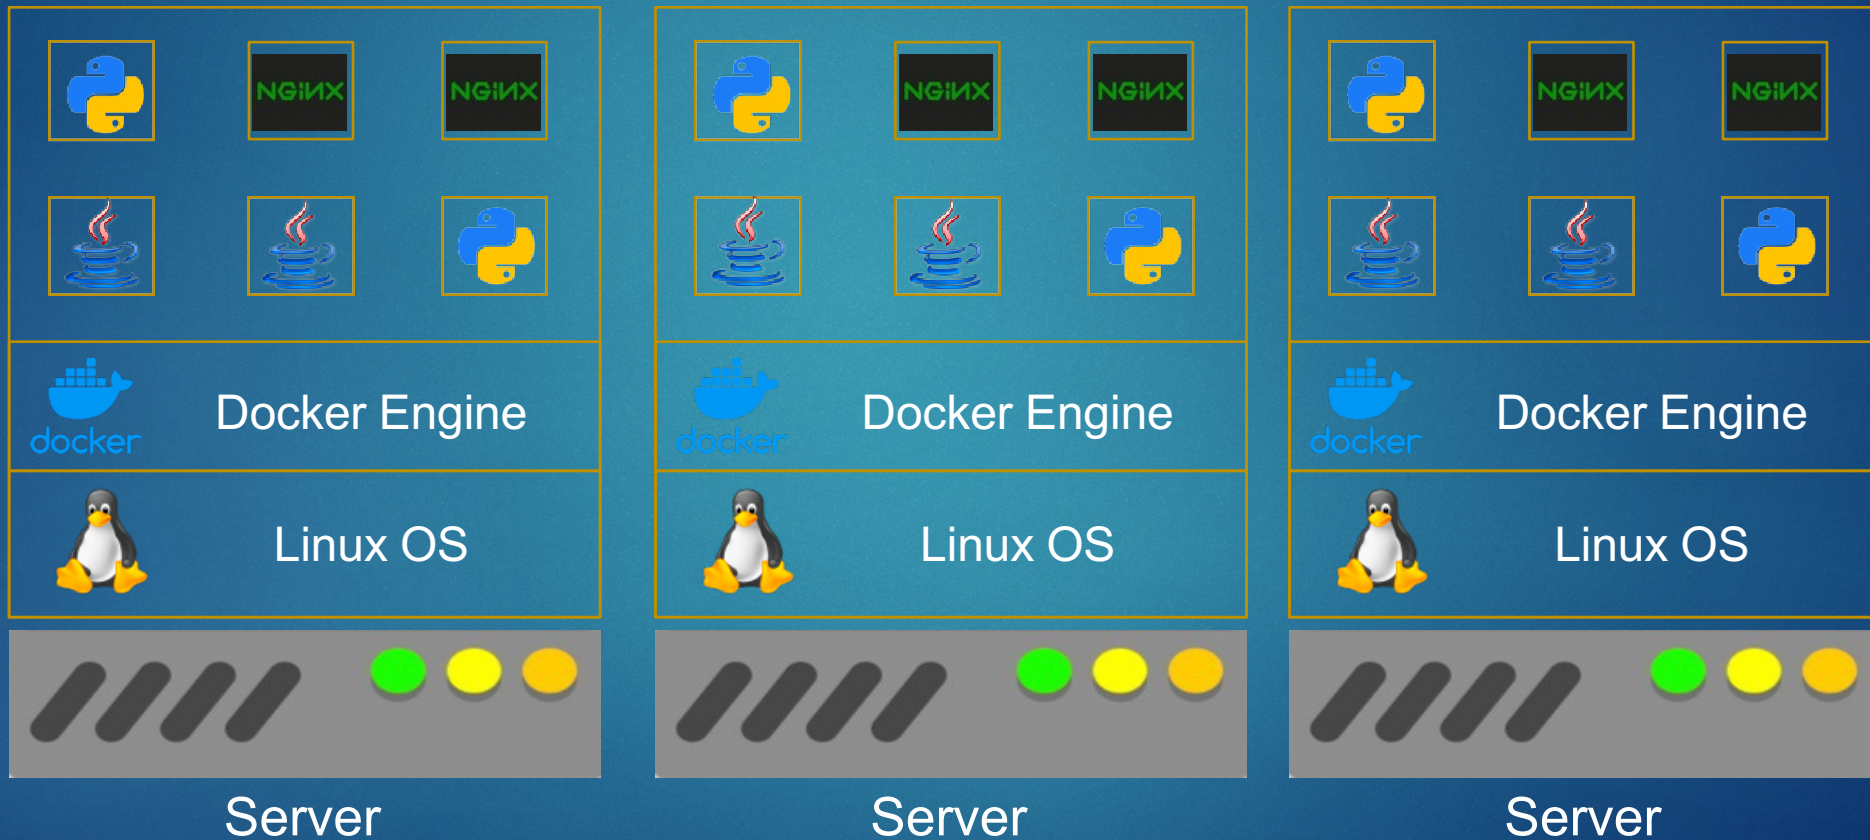 NGINX NGINX NGINX NGINX NGINX NGINX
docker Docker Engine docker Docker Engine docker Docker Engine
Linux OS Linux OS Linux OS
Server Server Server